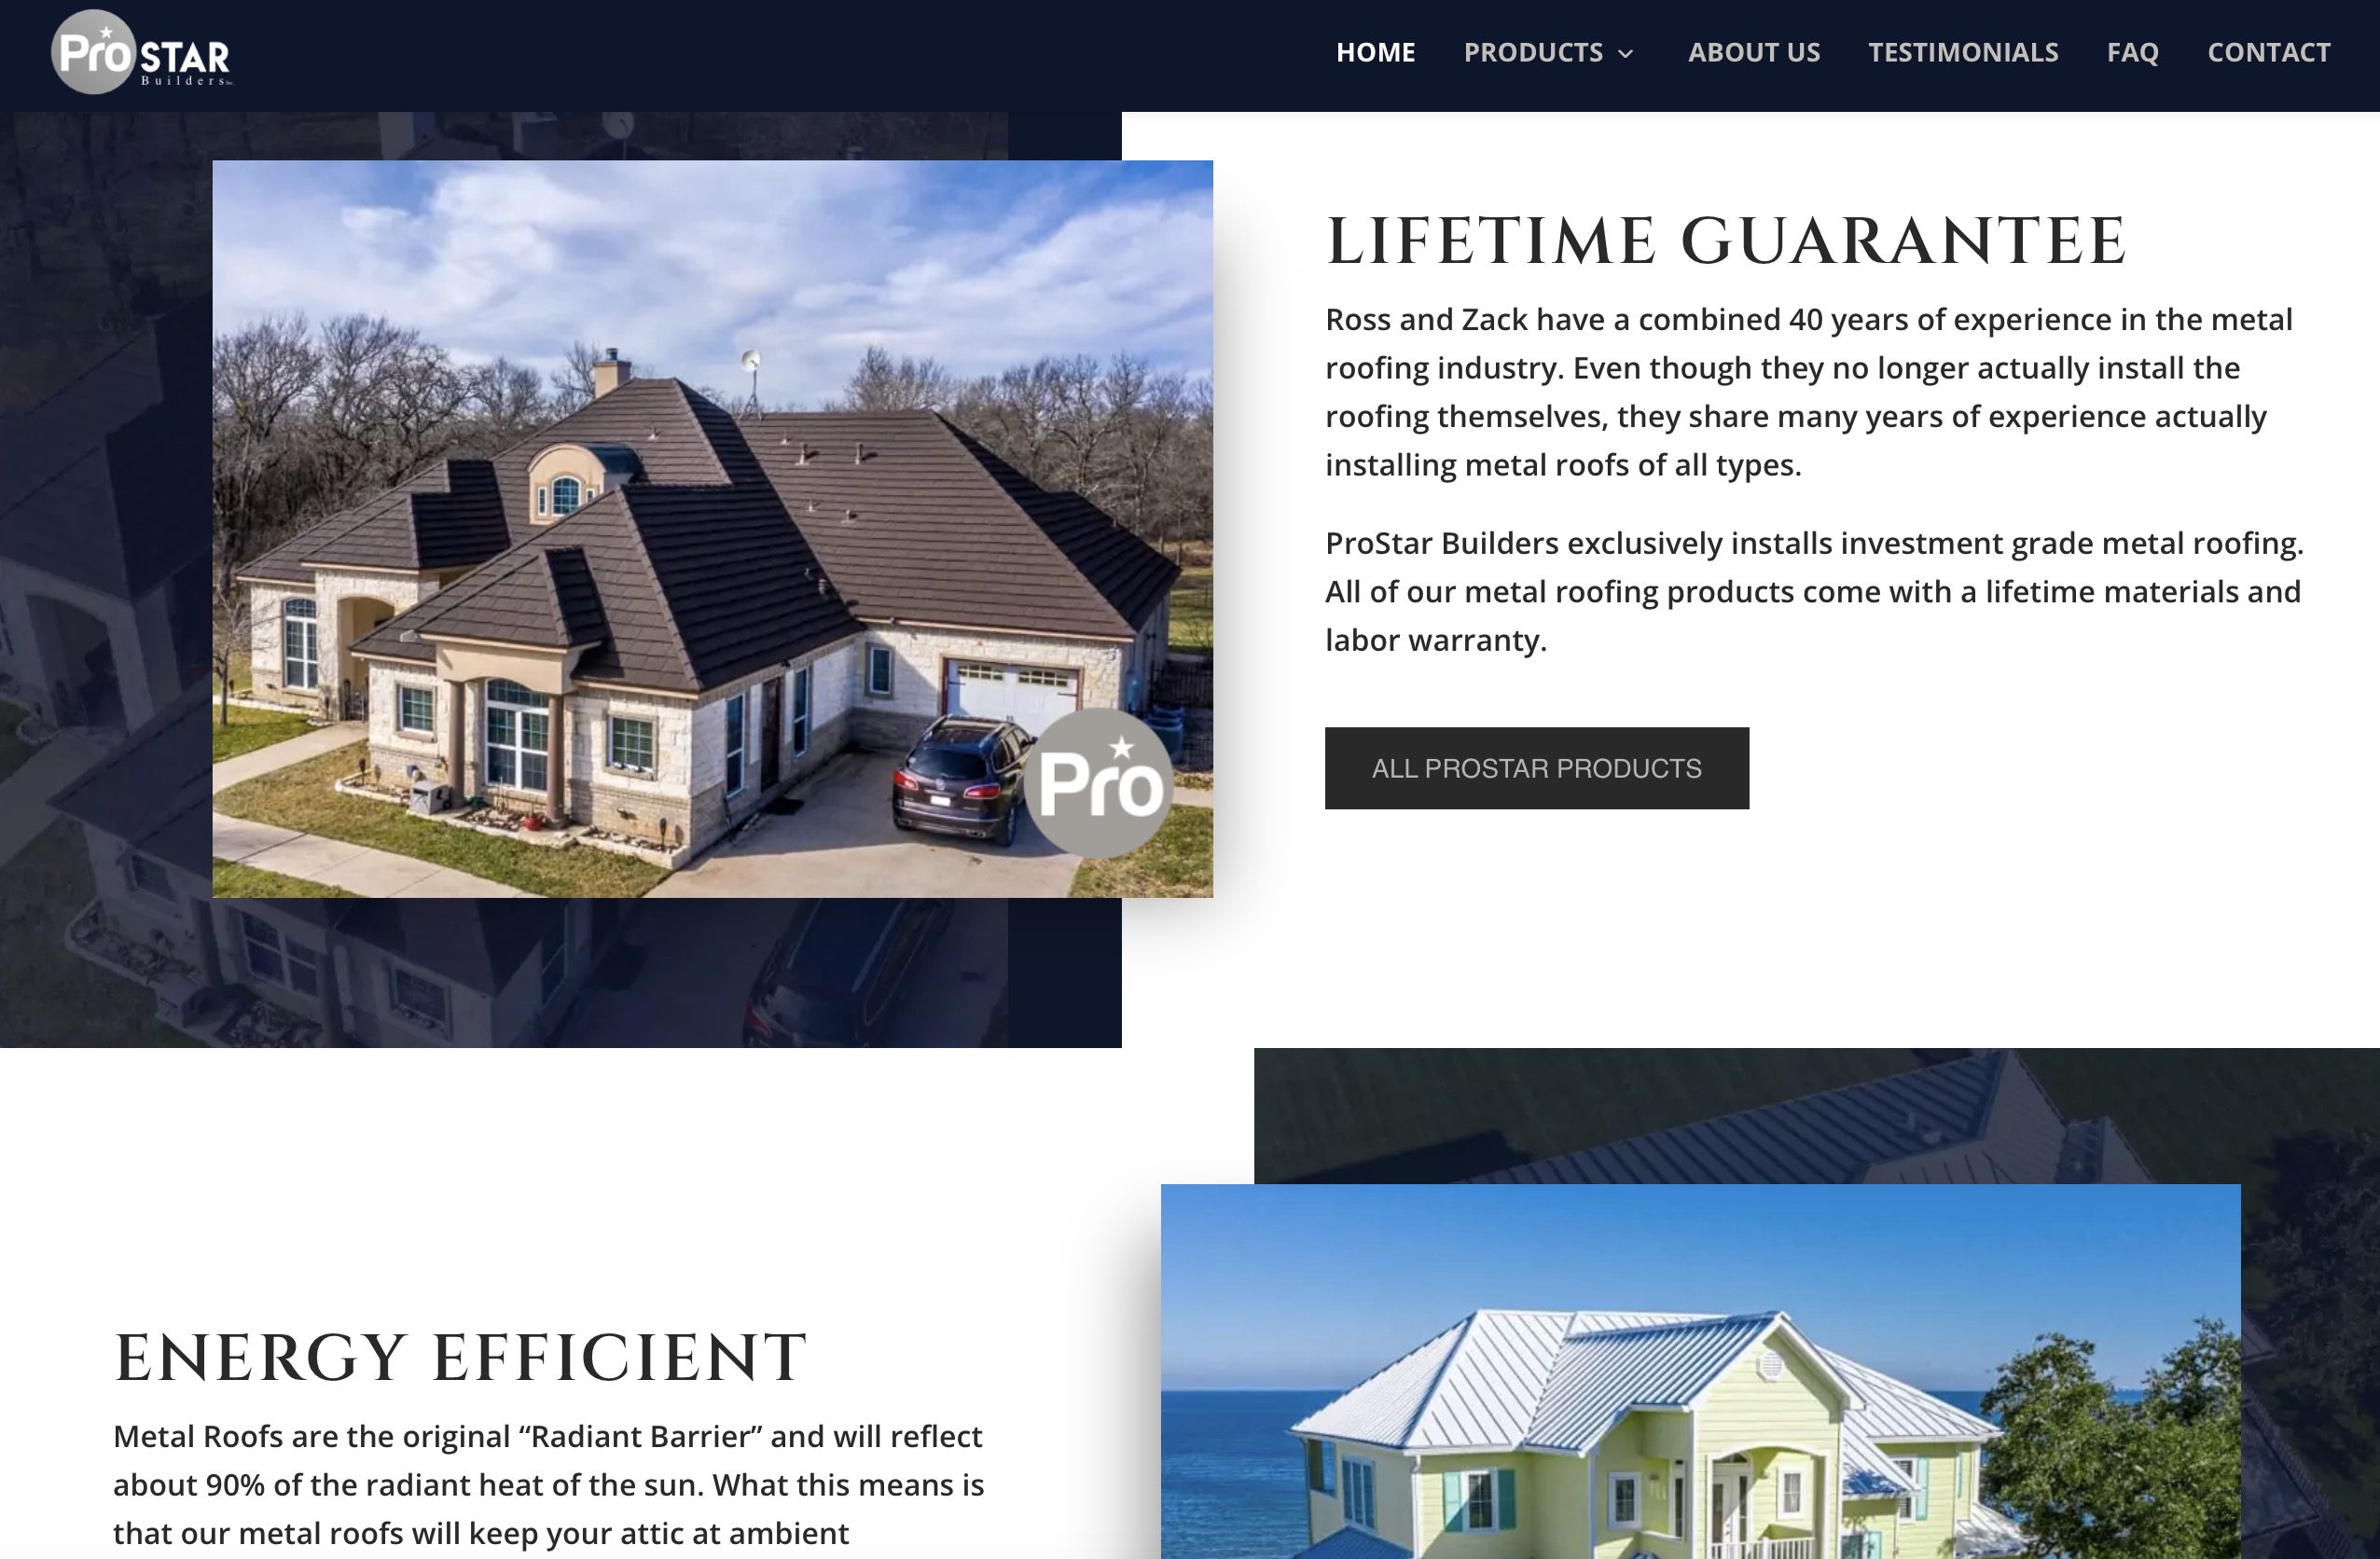 Pro STAR
Builders
HOME PRODUCTS ABOUT US TESTIMONIALS FAQ CONTACT
LIFETIME GUARANTEE
Ross and Zack have a combined 40 years of experience in the metal
roofing industry. Even though they no longer actually install the
roofing themselves, they share many years of experience actually
installing metal roofs of all types.
ProStar Builders exclusively installs investment grade metal roofing.
All of our metal roofing products come with a lifetime materials and
labor warranty.
ALL PROSTAR PRODUCTS
Pro
ENERGY EFFICIENT
Metal Roofs are the original “Radiant Barrier” and will reflect
about 90% of the radiant heat of the sun. What this means is
that our metal roofs will keep your attic at ambient